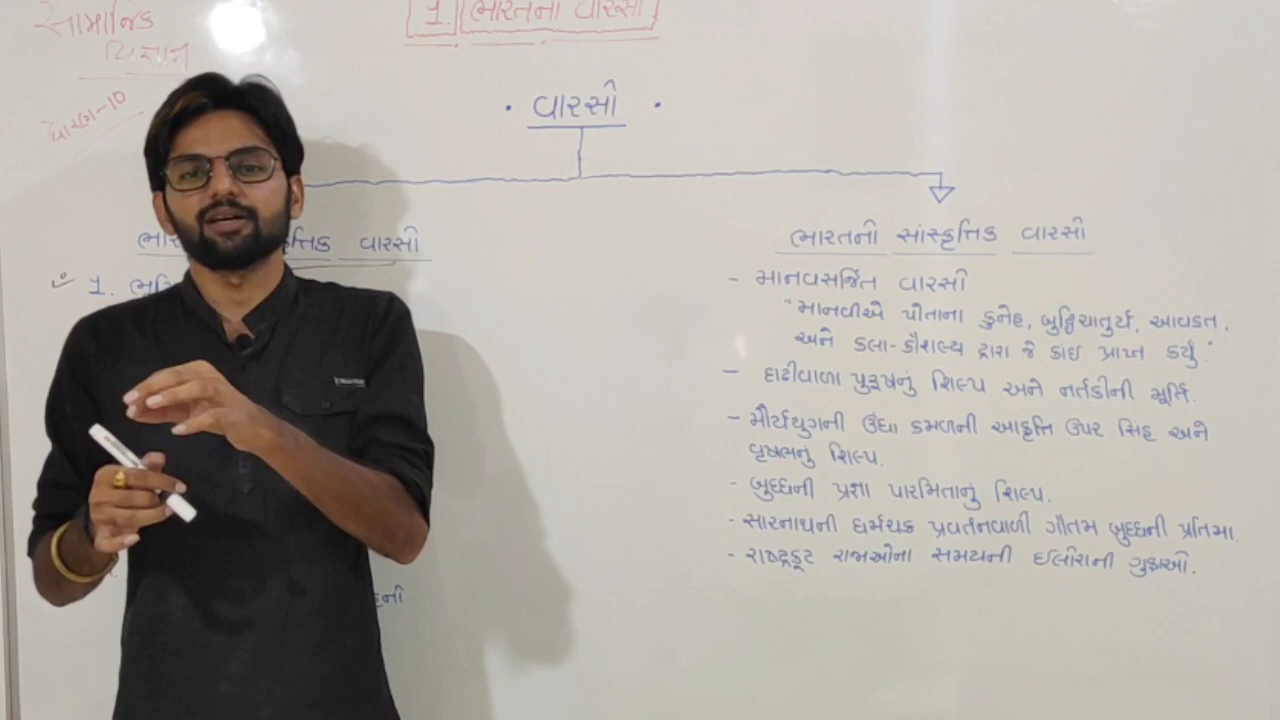 સામાજિક
વિજ્ઞાન
ધોરણ-10
1. ભારતનો વારસો
• વારસો •
વારસો
1.
ભારતનો સાંસ્કૃત્તિક વારસો
- માનવસર્જિત વારસો
"માનવીએ પોતાના કુનેહ, બુદ્ધિચાતુર્ય, આવડત,
અને કલા-કૌશલ્ય દ્વારા જે કાંઇ પ્રાપ્ત કર્યું."
- દાઢીવાળા પુરૂષનું શિલ્પ અને નર્તકીની મૂર્તિ.
- મૌર્યયુગની ઉંધા કમળની આકૃત્તિ ઉપર સિંહ અને
વૃષભનું શિલ્પ.
- બુધ્ધની પ્રજ્ઞા પારમિતાનું શિલ્પ.
- સારનાથની ધર્મચક્ર પ્રવર્તનવાળી ગૌતમ બુધ્ધની પ્રતિમા.
- રાષ્ટ્રકૂટ રાજાઓના સમયની ઈલોરાની ગુફાઓ.